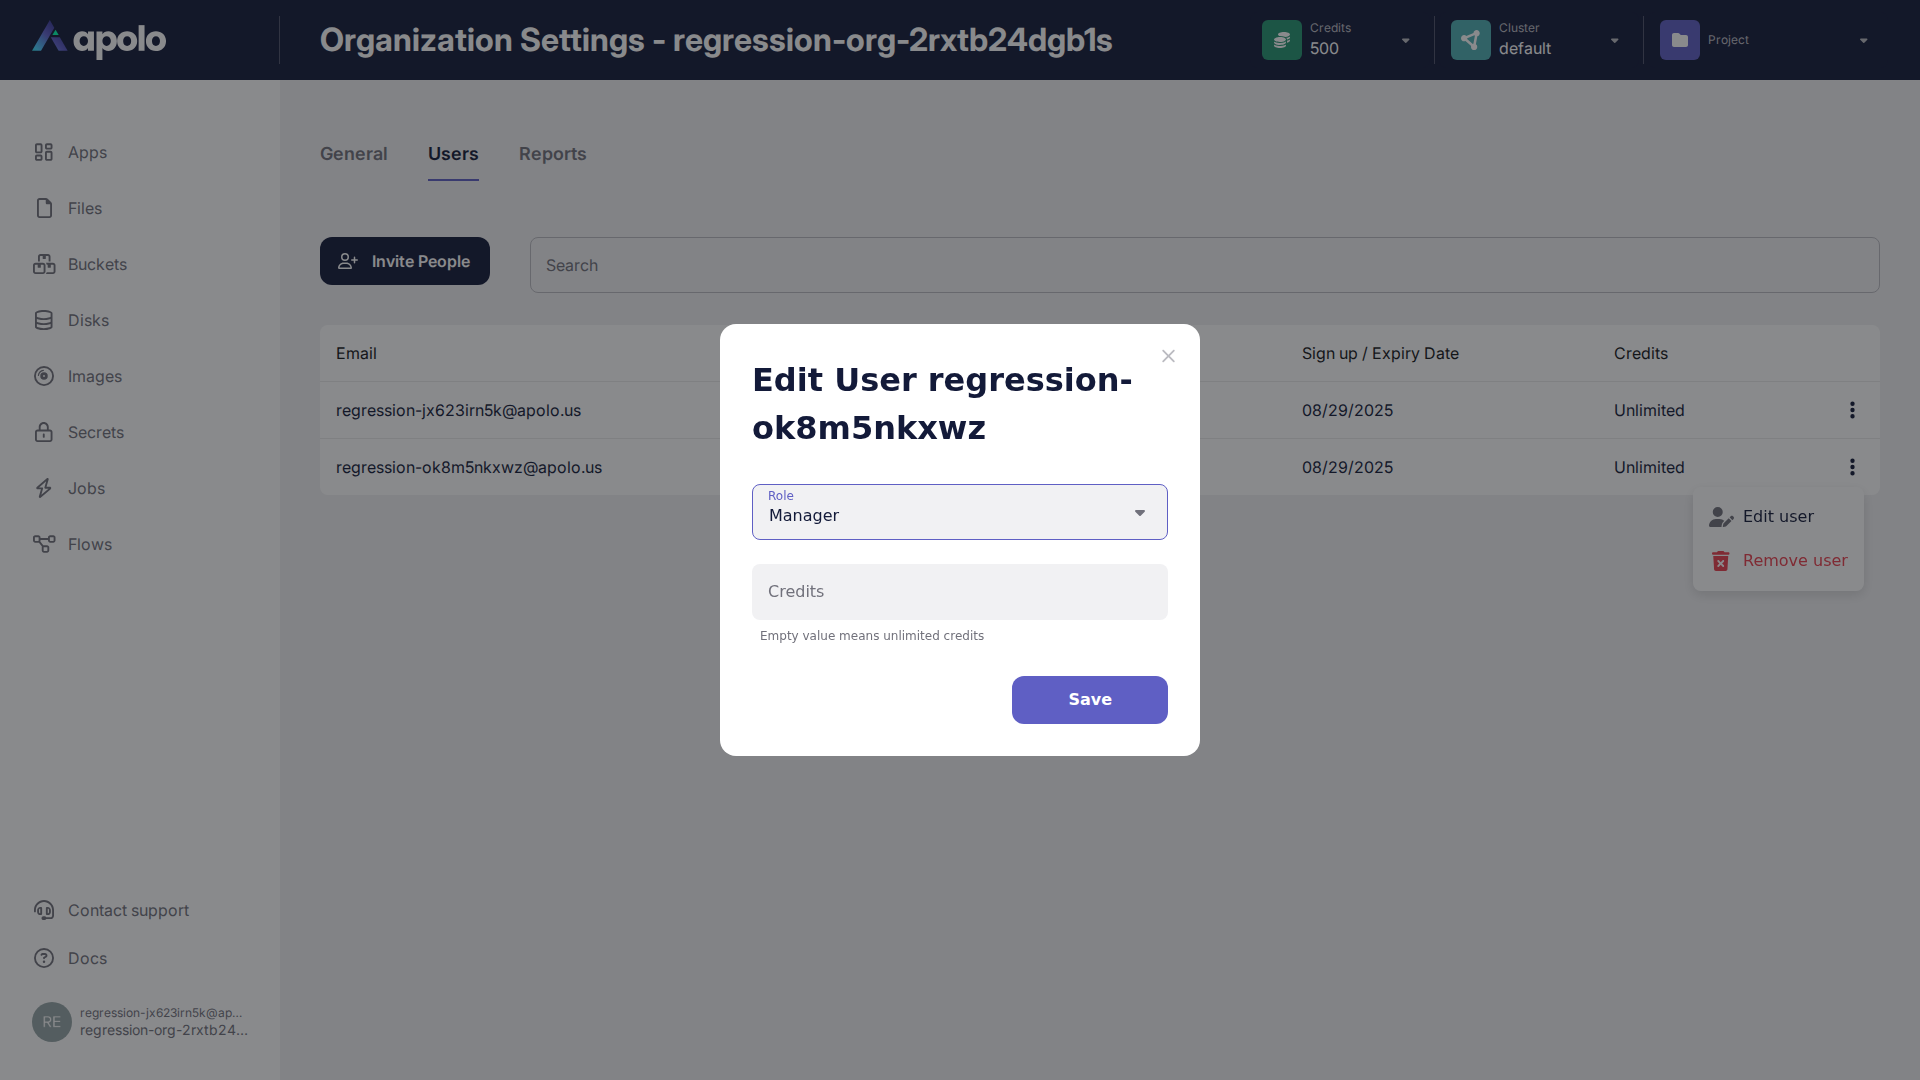 apolo
Organization Settings - regression-org-2rxtb24dgb1s
Credits
500
Cluster
default
Project
Apps
Files
Buckets
Disks
Images
Secrets
Jobs
Flows
Contact support
Docs
RE
regression-jx623irn5k@ap...
regression-org-2rxtb24...
General
Users
Reports
Invite People
Search
Email
Sign up / Expiry Date
Credits
regression-jx623irn5k@apolo.us
08/29/2025
Unlimited
regression-ok8m5nkxwz@apolo.us
08/29/2025
Unlimited
Edit user
Remove user
Edit User regression-
ok8m5nkxwz
Role
Manager
Credits
Empty value means unlimited credits
Save